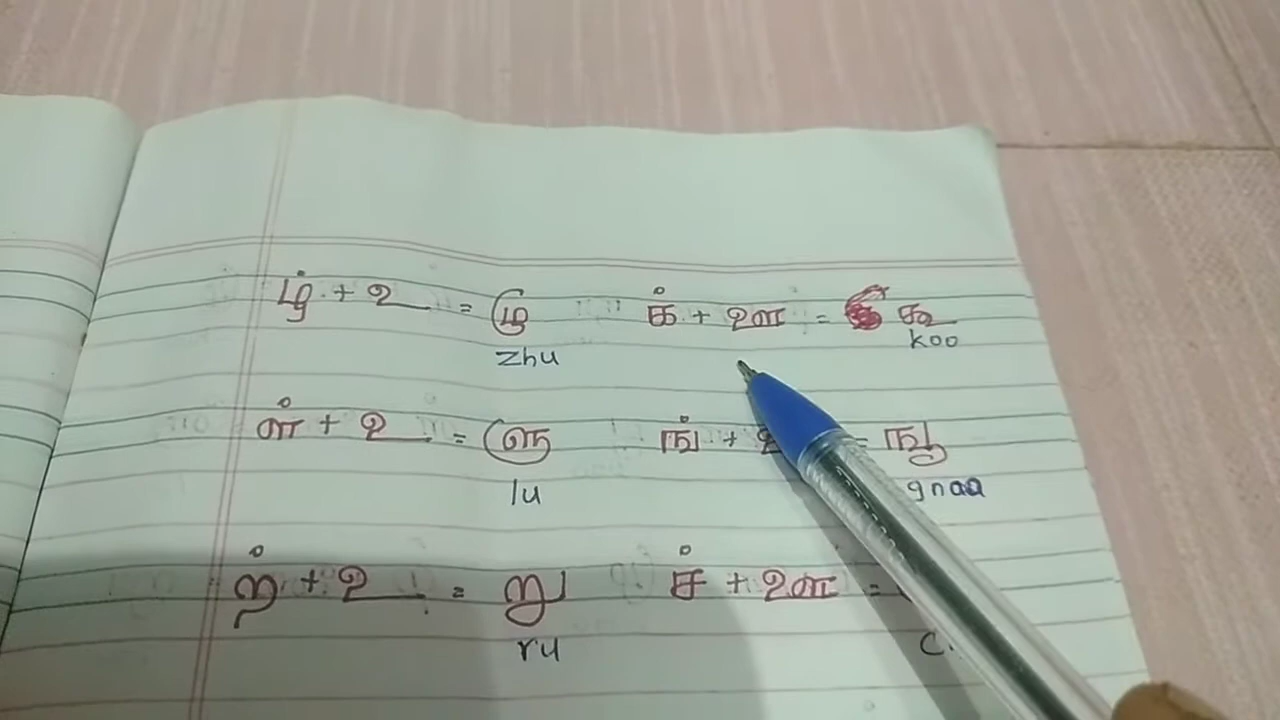 ழ் + உ = ழு க் + ஊ = கூ
zhu koo
ள் + உ = ளு ங் + = ஙூ
lu gnaa
ற் + உ = று ச் + ஊ =
ru